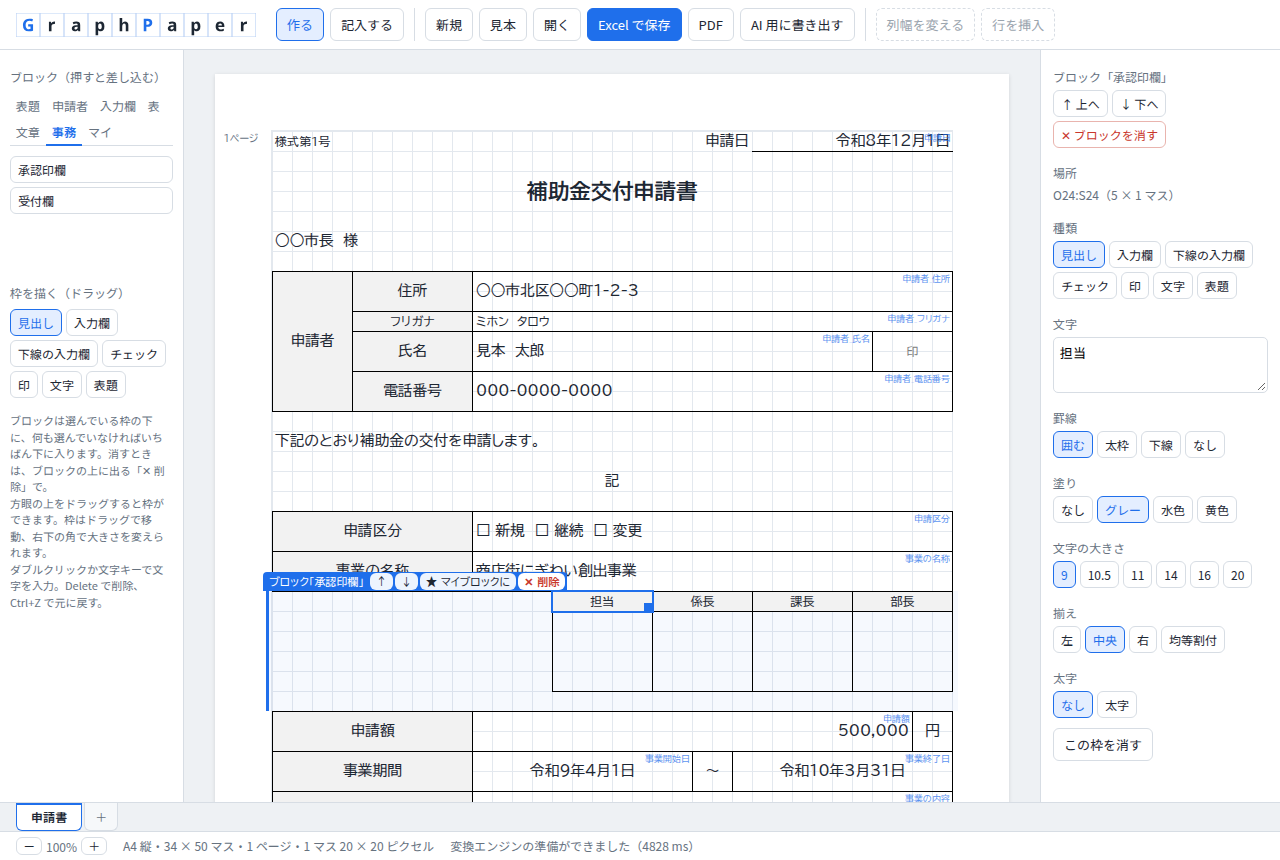 GraphPaper 作る 記入する 新規 見本 開く Excel で保存 PDF AI 用に書き出す 列幅を変える 行を挿入
ブロック（押すと差し込む）
表題 申請者 入力欄 表
文章 事務 マイ
承認印欄
受付欄
枠を描く（ドラッグ）
見出し 入力欄
下線の入力欄 チェック
印 文字 表題
ブロックは選んでいる枠の下
に、何も選んでいなければいち
ばん下に入ります。消すとき
は、ブロックの上に出る「✕ 削
除」で。
方眼の上をドラッグすると枠が
できます。枠はドラッグで移
動、右下の角で大きさを変えら
れます。
ダブルクリックか文字キーで文
字を入力。Delete で削除、
Ctrl+Z で元に戻す。
1ページ
様式第1号 申請日 令和8年12月1日
補助金交付申請書
〇〇市長 様
申請者
住所 〇〇市北区〇〇町1-2-3 申請者 住所
フリガナ ミホン タロウ 申請者 フリガナ
氏名 見本 太郎 申請者 氏名 印
電話番号 000-0000-0000 申請者 電話番号
下記のとおり補助金の交付を申請します。
記
申請区分 ☐ 新規 ☐ 継続 ☐ 変更 申請区分
事業の名称 商店街にぎわい創出事業 事業の名称
ブロック「承認印欄」 ↑ ↓ ★ マイブロックに ✕ 削除
担当 係長 課長 部長
申請額 500,000 申請額 円
事業期間 令和9年4月1日 事業開始日 ～ 令和10年3月31日 事業終了日
事業の内容
ブロック「承認印欄」
↑ 上へ ↓ 下へ
✕ ブロックを消す
場所
O24:S24（5 × 1 マス）
種類
見出し 入力欄 下線の入力欄
チェック 印 文字 表題
文字
担当
罫線
囲む 太枠 下線 なし
塗り
なし グレー 水色 黄色
文字の大きさ
9 10.5 11 14 16 20
揃え
左 中央 右 均等割付
太字
なし 太字
この枠を消す
申請書 +
− 100% + A4 縦・34 × 50 マス・1 ページ・1 マス 20 × 20 ピクセル 変換エンジンの準備ができました（4828 ms）